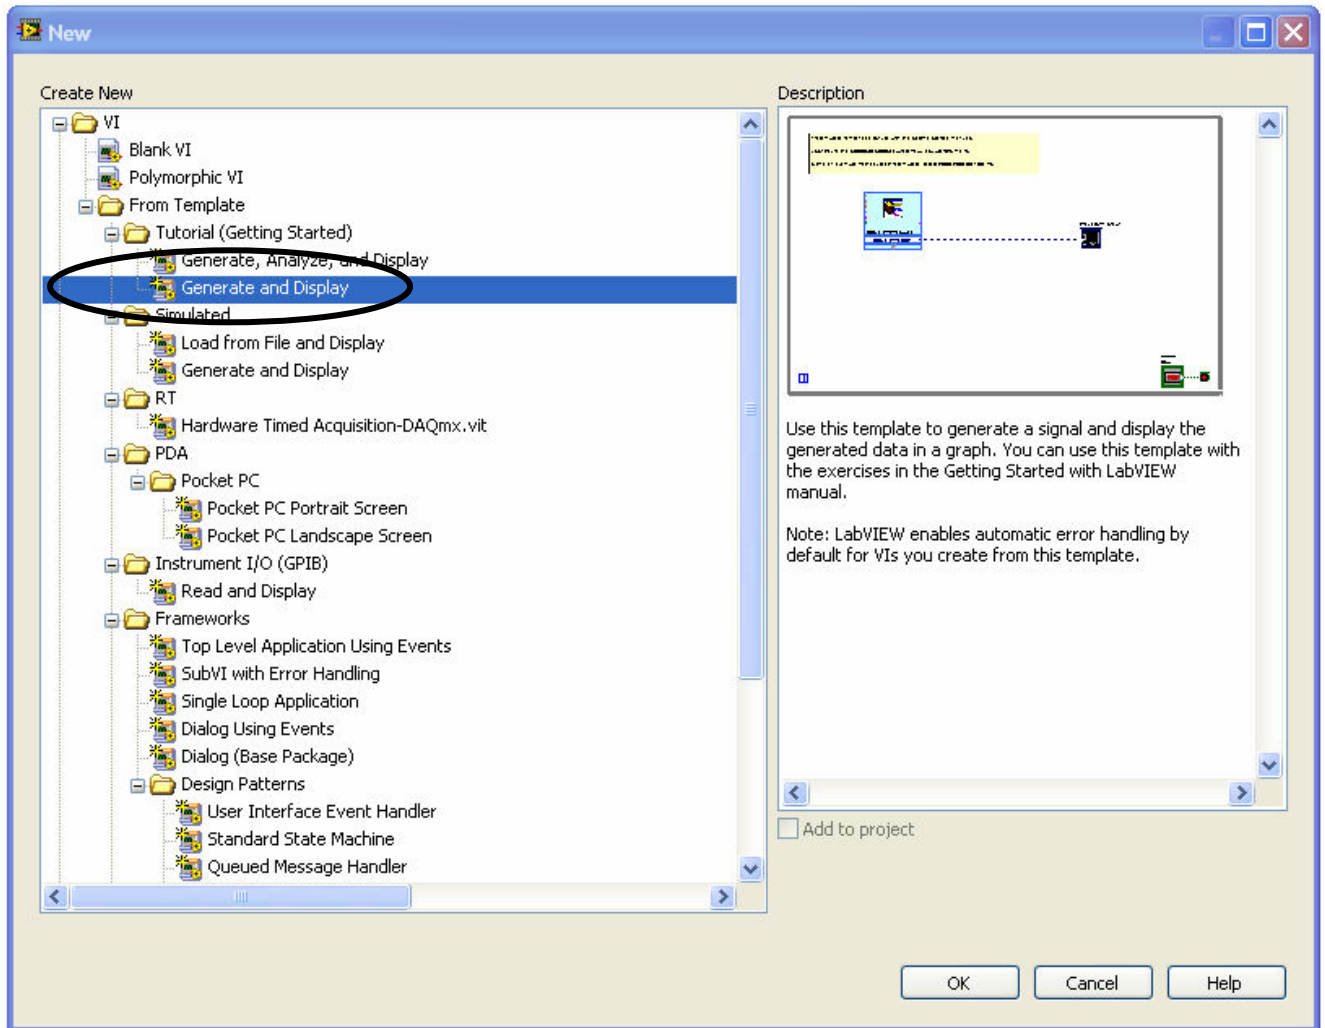 New
Create New
VI
Blank VI
Polymorphic VI
From Template
Tutorial (Getting Started)
Generate, Analyze, and Display
Generate and Display
Simulated
Load from File and Display
Generate and Display
RT
Hardware Timed Acquisition-DAQmx.vit
PDA
Pocket PC
Pocket PC Portrait Screen
Pocket PC Landscape Screen
Instrument I/O (GPIB)
Read and Display
Frameworks
Top Level Application Using Events
SubVI with Error Handling
Single Loop Application
Dialog Using Events
Dialog (Base Package)
Design Patterns
User Interface Event Handler
Standard State Machine
Queued Message Handler
Description
Use this template to generate a signal and display the
generated data in a graph. You can use this template with
the exercises in the Getting Started with LabVIEW
manual.
Note: LabVIEW enables automatic error handling by
default for VIs you create from this template.
Add to project
OK
Cancel
Help